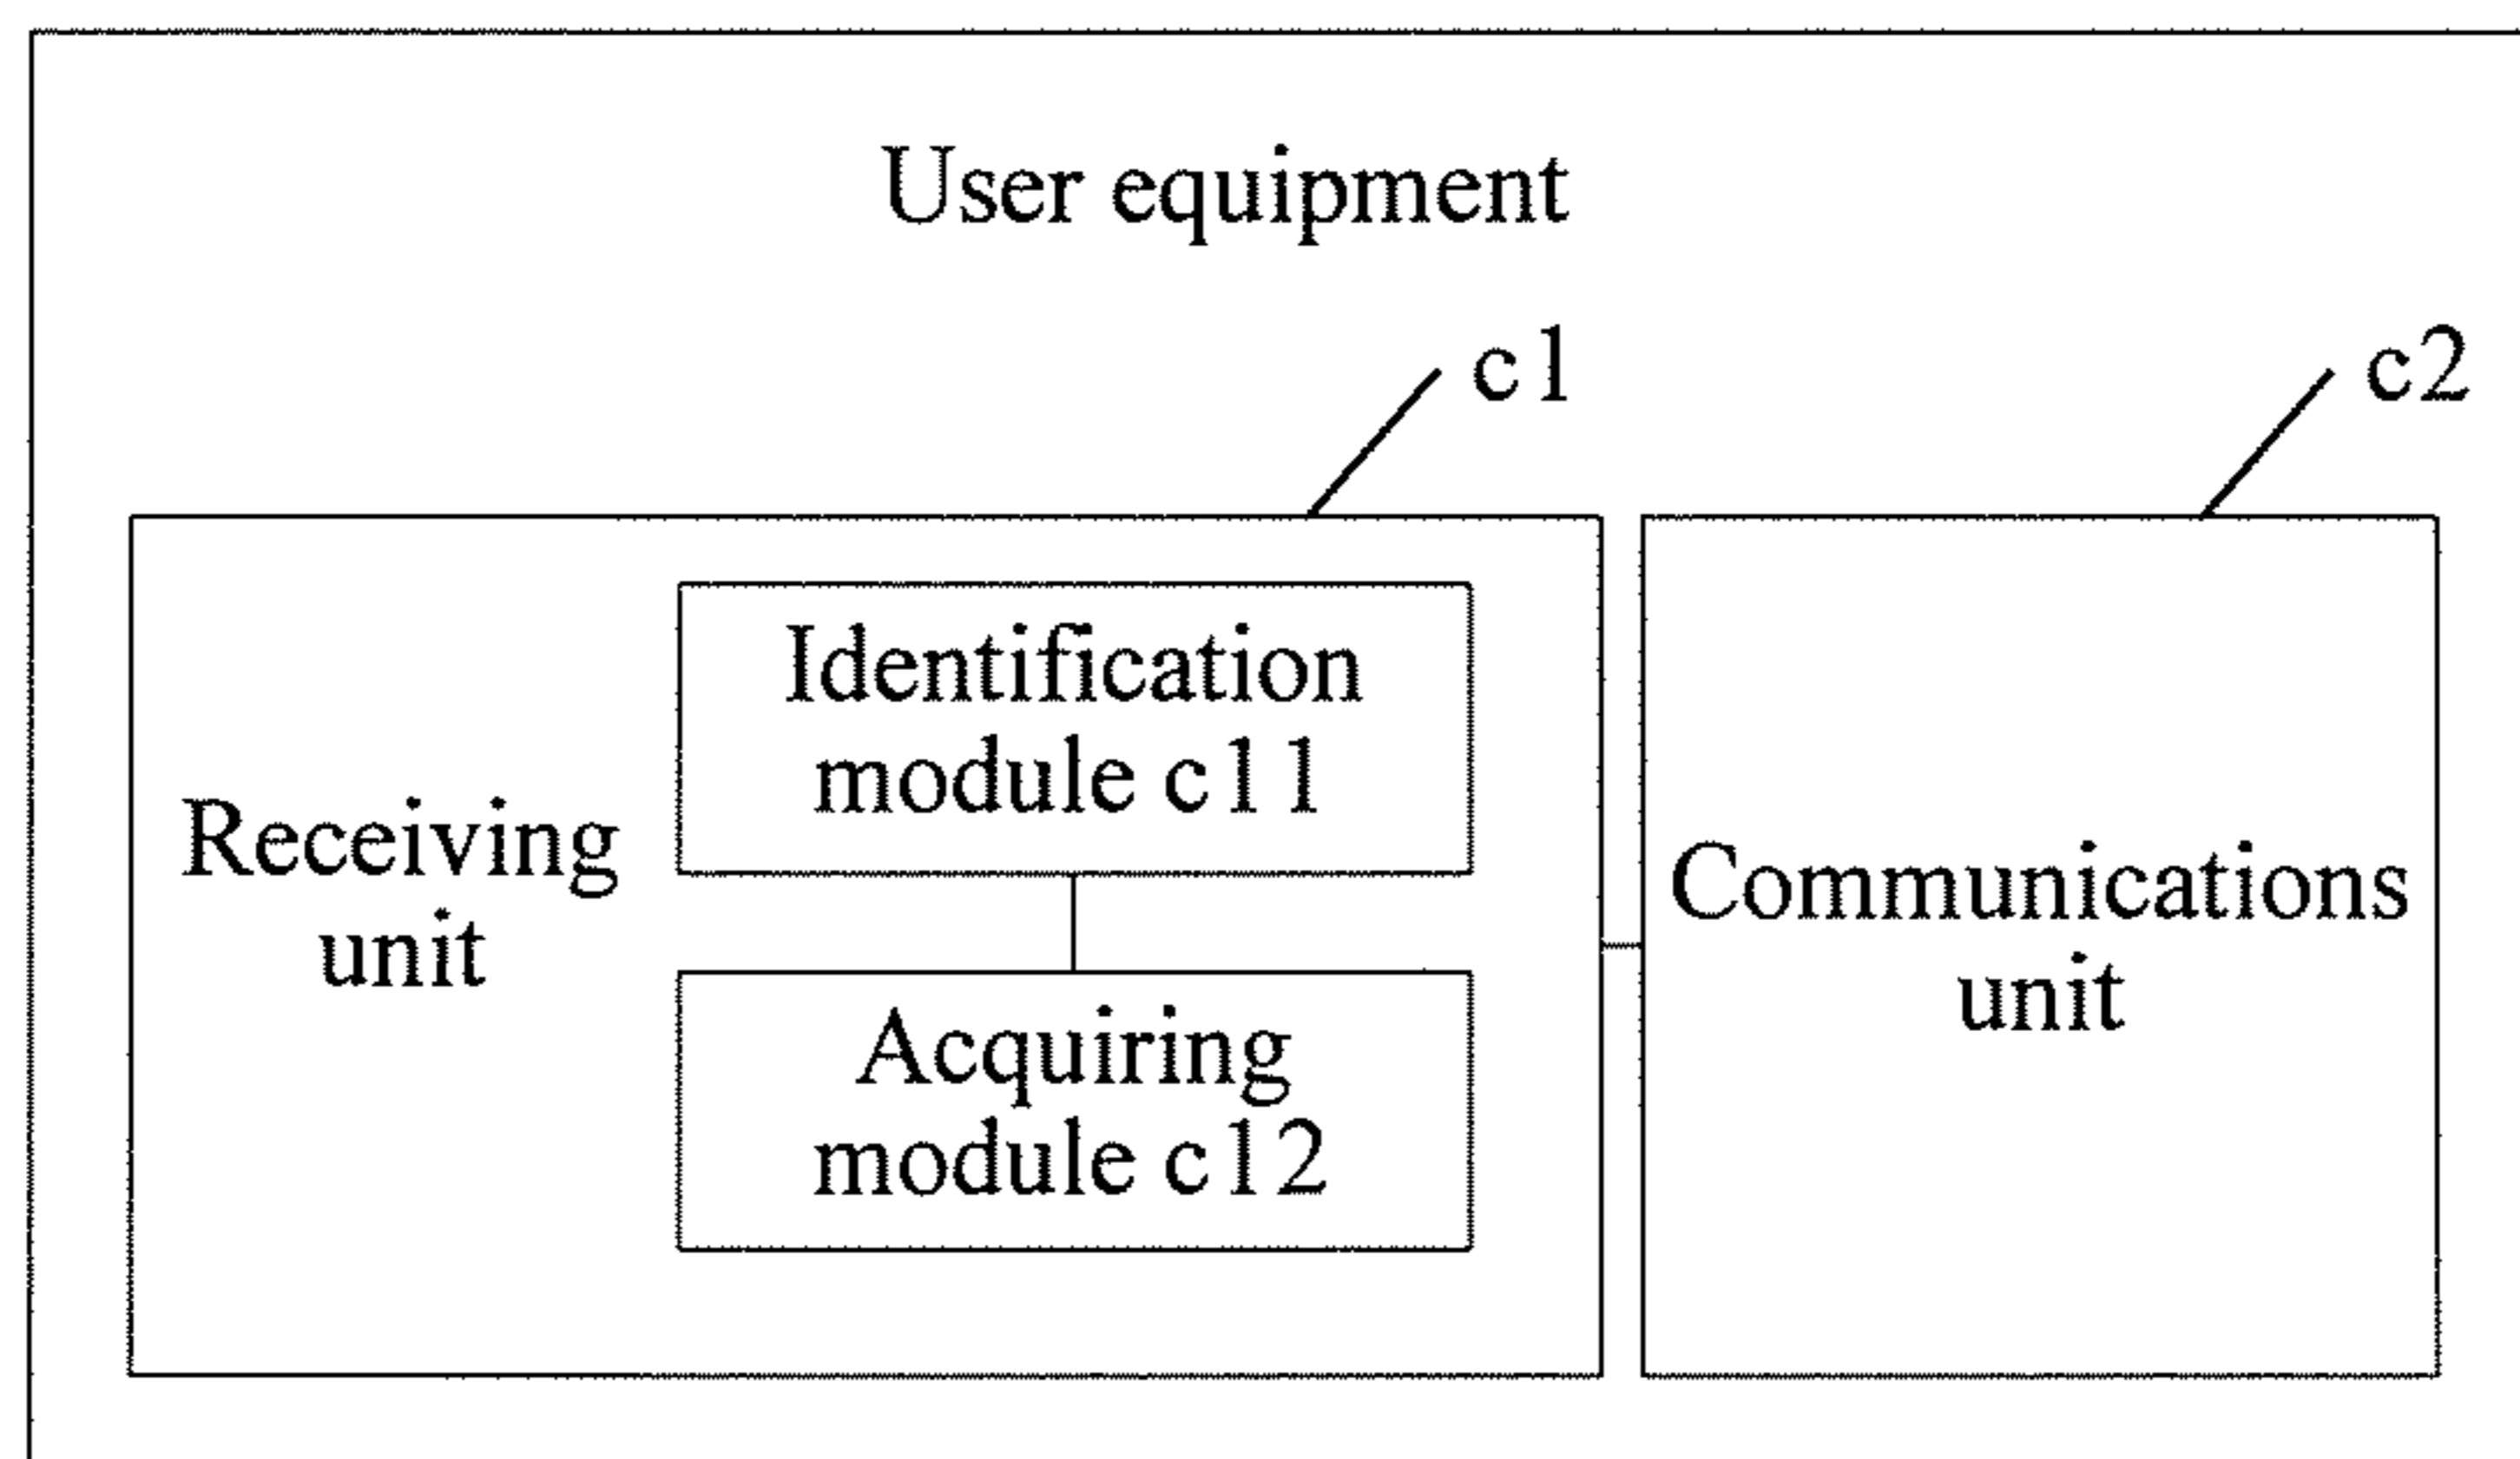 User equipment
c1
c2
Identification
module c11
Receiving
unit
Acquiring
module c12
Communications
unit